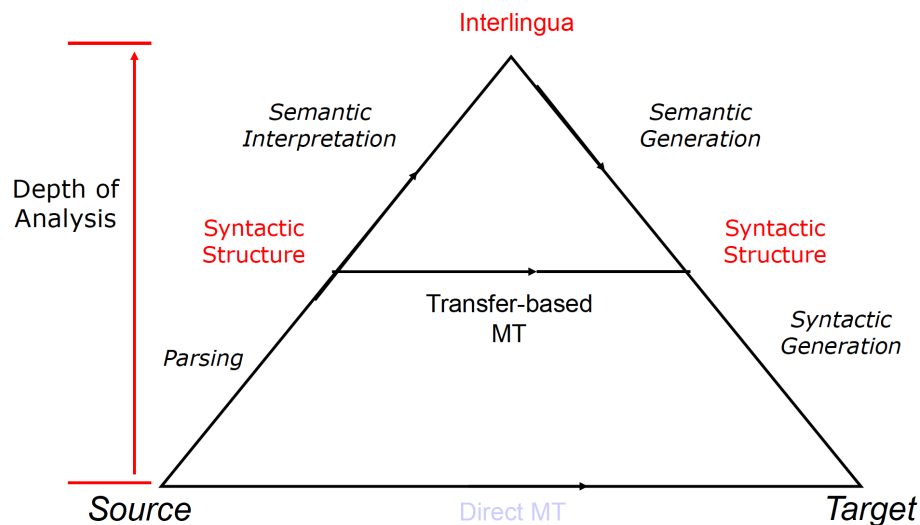 Interlingua
Semantic
Interpretation
Semantic
Generation
Depth of
Analysis
Syntactic
Structure
Syntactic
Structure
Transfer-based
MT
Parsing
Syntactic
Generation
Source
Direct MT
Target